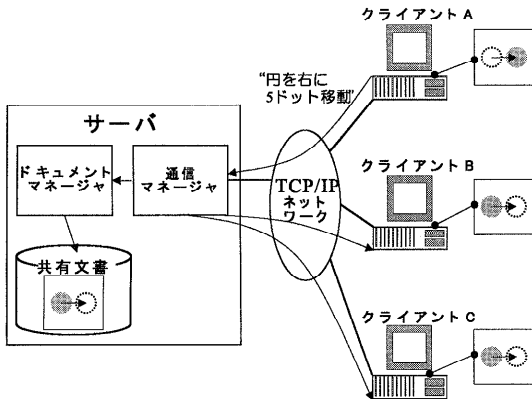 クライアントA
“円を右に
5ドット移動”
サーバ
ドキュメント
マネージャ
通信
マネージャ
TCP/IP
ネット
ワーク
クライアントB
共有文書
クライアントC